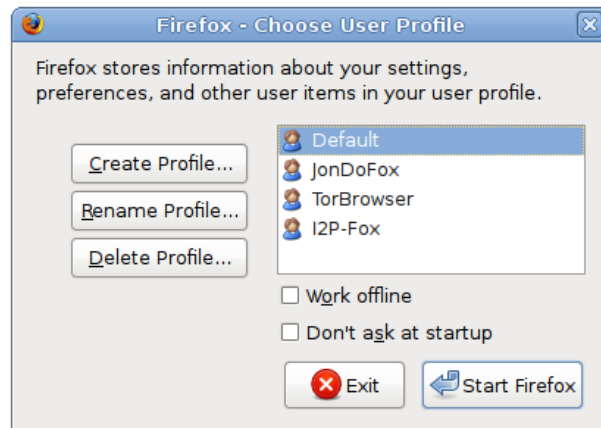 Firefox - Choose User Profile
Firefox stores information about your settings,
preferences, and other user items in your user profile.
Create Profile...
Rename Profile...
Delete Profile...
Default
JonDoFox
TorBrowser
I2P-Fox
Work offline
Don't ask at startup
Exit
Start Firefox